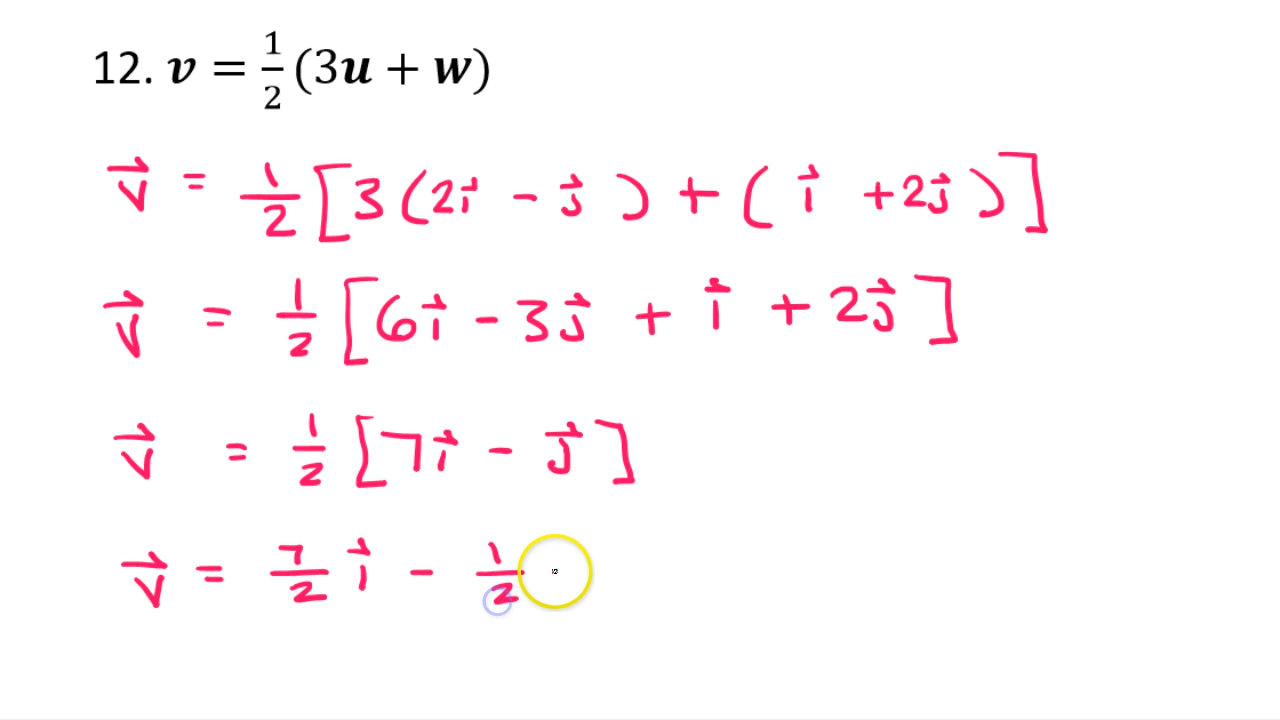 12. v = 1/2 (3u + w)
v⃗ = 1/2 [3(2i⃗ - j⃗) + (i⃗ + 2j⃗)]
v⃗ = 1/2 [6i⃗ - 3j⃗ + i⃗ + 2j⃗]
v⃗ = 1/2 [7i⃗ - j⃗]
v⃗ = 7/2 i⃗ - 1/2